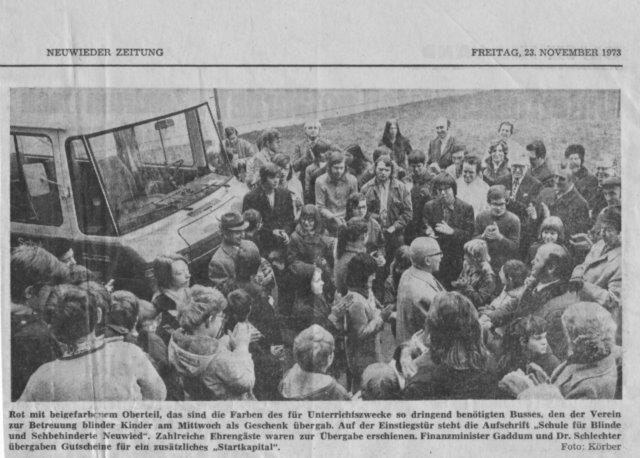 NEUWIEDER ZEITUNG
FREITAG, 23. NOVEMBER 1973
Rot mit beigefarbenem Oberteil, das sind die Farben des für Unterrichtszwecke so dringend benötigten Busses, den der Verein
zur Betreuung blinder Kinder am Mittwoch als Geschenk übergab. Auf der Einstiegstür steht die Aufschrift „Schule für Blinde
und Sehbehinderte Neuwied“. Zahlreiche Ehrengäste waren zur Übergabe erschienen. Finanzminister Gaddum und Dr. Schlechter
übergaben Gutscheine für ein zusätzliches „Startkapital“.
Foto: Körber